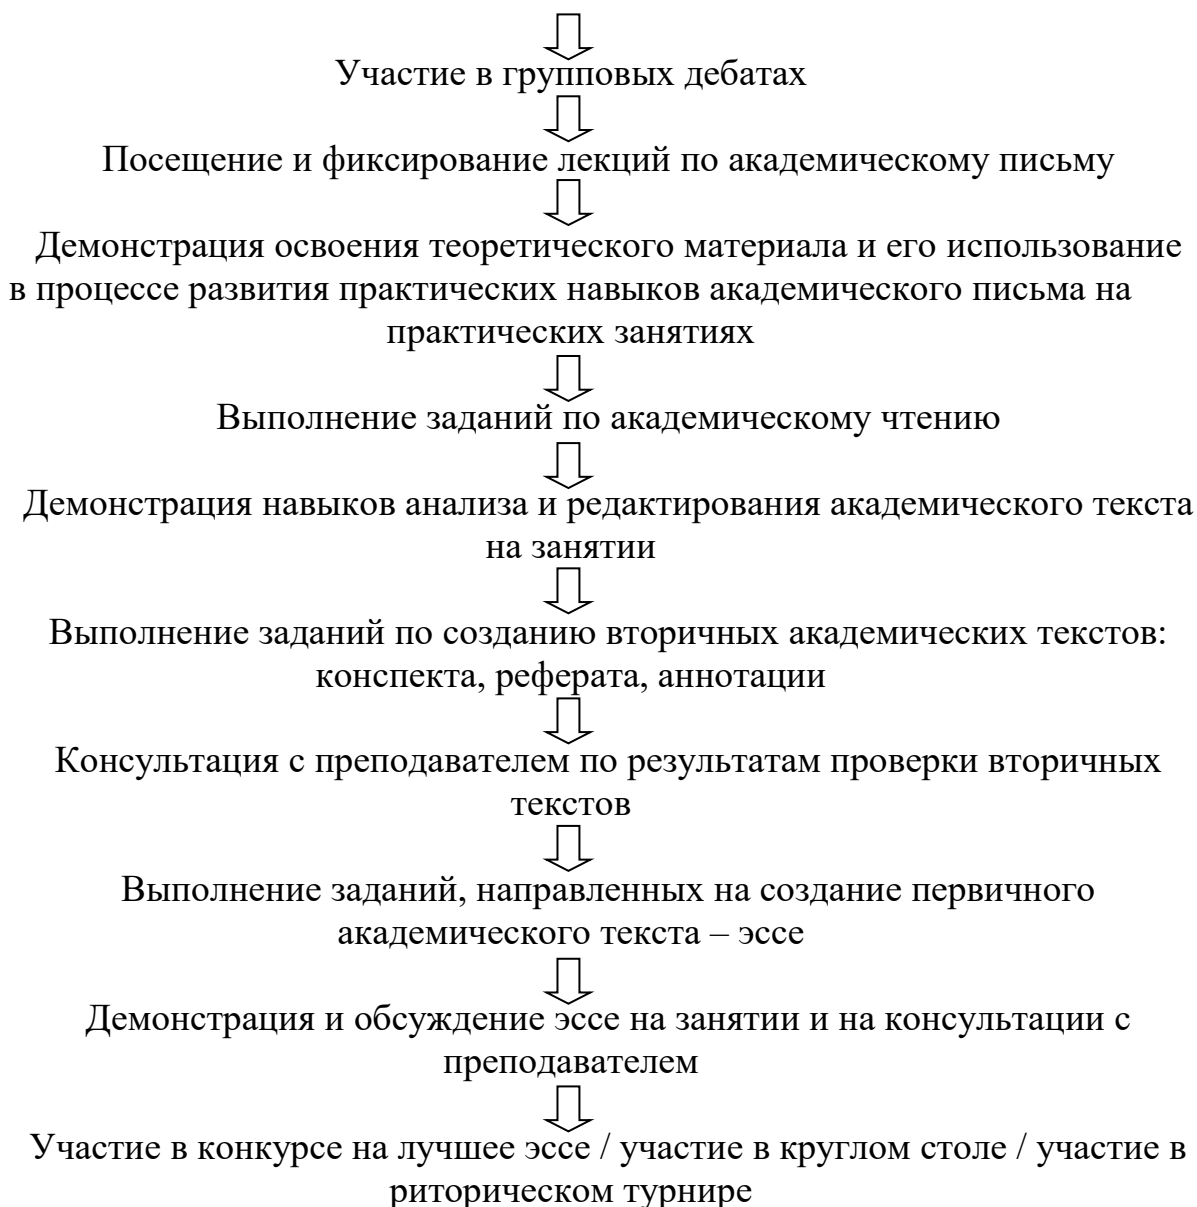 Участие в групповых дебатах
Посещение и фиксирование лекций по академическому письму
Демонстрация освоения теоретического материала и его использование
в процессе развития практических навыков академического письма на
практических занятиях
Выполнение заданий по академическому чтению
Демонстрация навыков анализа и редактирования академического текста
на занятии
Выполнение заданий по созданию вторичных академических текстов:
конспекта, реферата, аннотации
Консультация с преподавателем по результатам проверки вторичных
текстов
Выполнение заданий, направленных на создание первичного
академического текста – эссе
Демонстрация и обсуждение эссе на занятии и на консультации с
преподавателем
Участие в конкурсе на лучшее эссе / участие в круглом столе / участие в
риторическом турнире